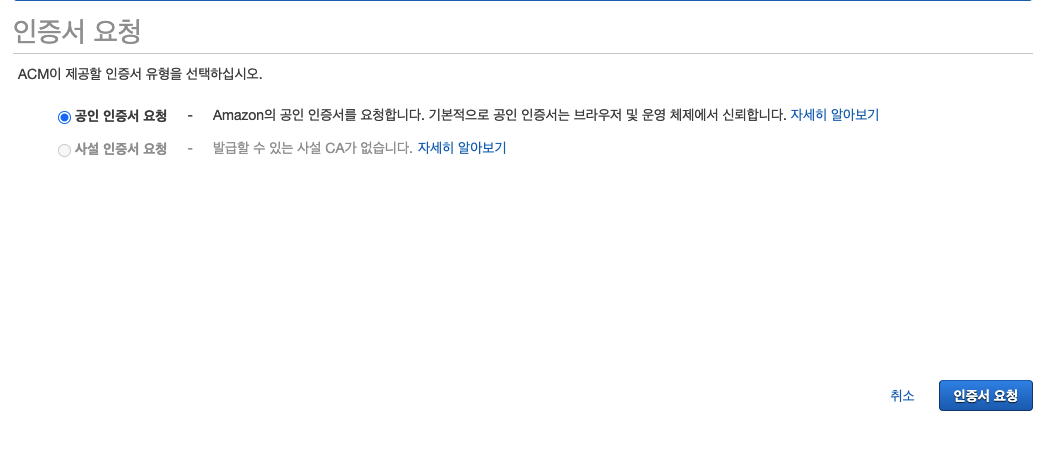 인증서 요청
ACM이 제공할 인증서 유형을 선택하십시오.
공인 인증서 요청 - Amazon의 공인 인증서를 요청합니다. 기본적으로 공인 인증서는 브라우저 및 운영 체제에서 신뢰합니다. 자세히 알아보기
사설 인증서 요청 - 발급할 수 있는 사설 CA가 없습니다. 자세히 알아보기
취소 인증서 요청